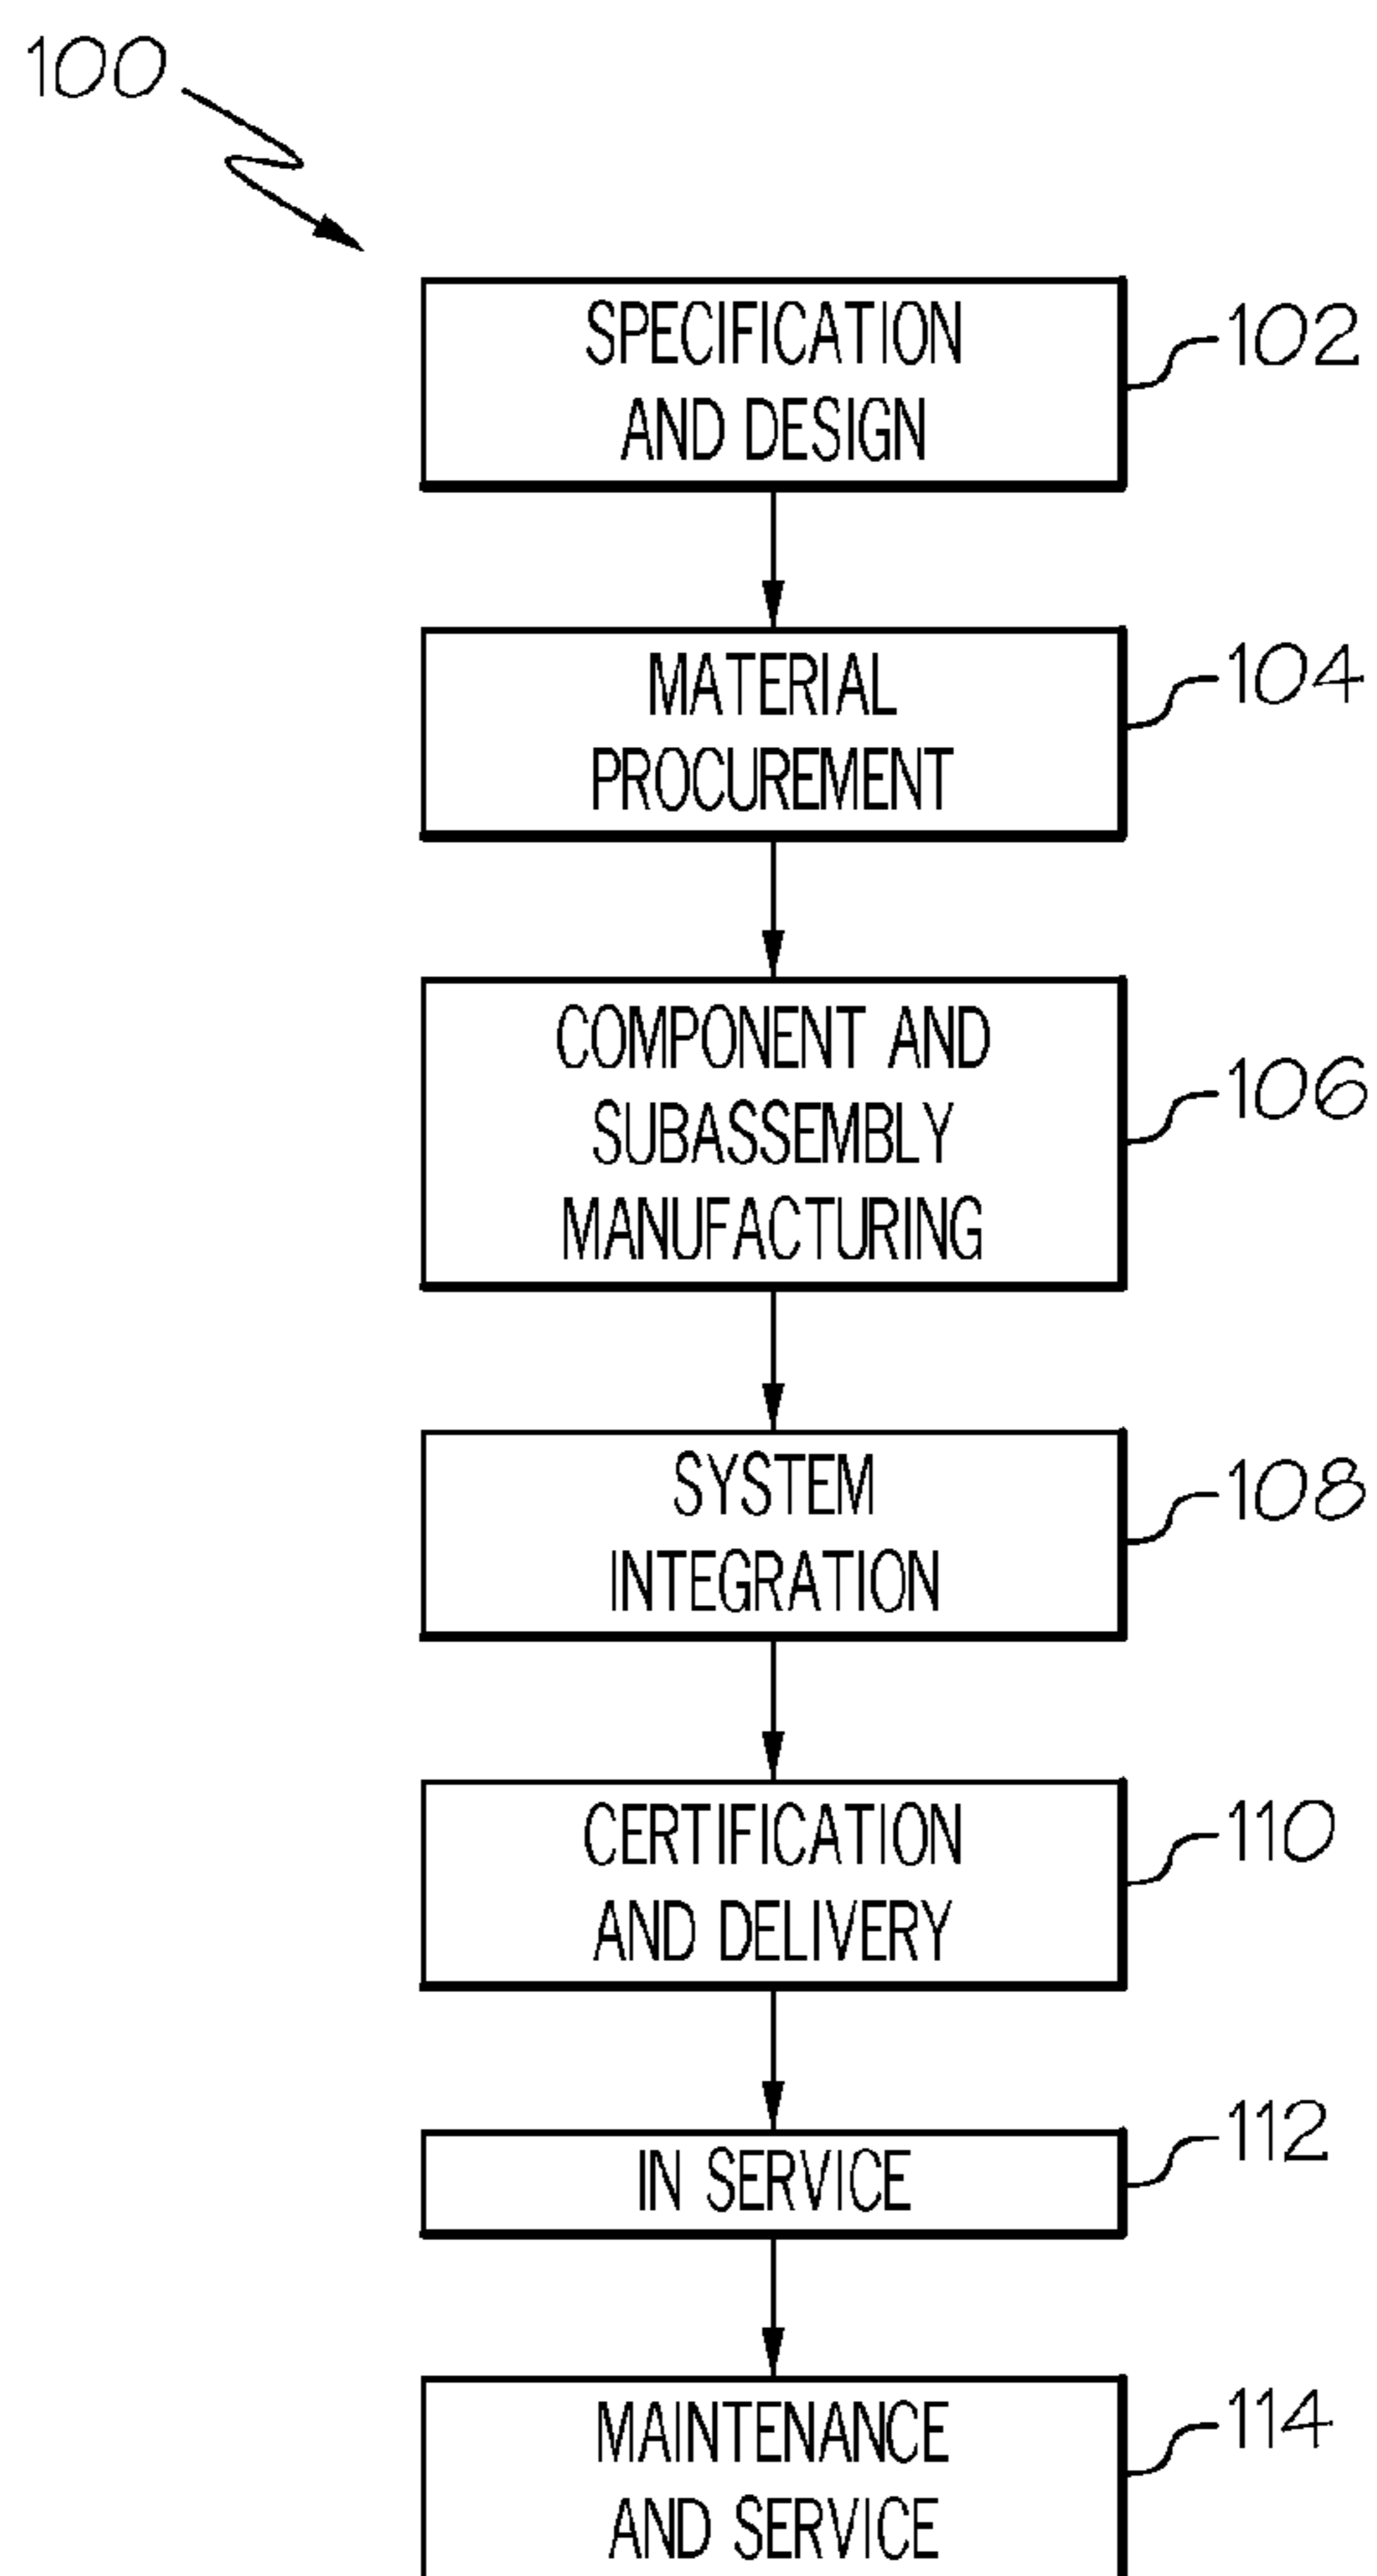 100
SPECIFICATION
AND DESIGN
102
MATERIAL
PROCUREMENT
104
COMPONENT AND
SUBASSEMBLY
MANUFACTURING
106
SYSTEM
INTEGRATION
108
CERTIFICATION
AND DELIVERY
110
IN SERVICE
112
MAINTENANCE
AND SERVICE
114